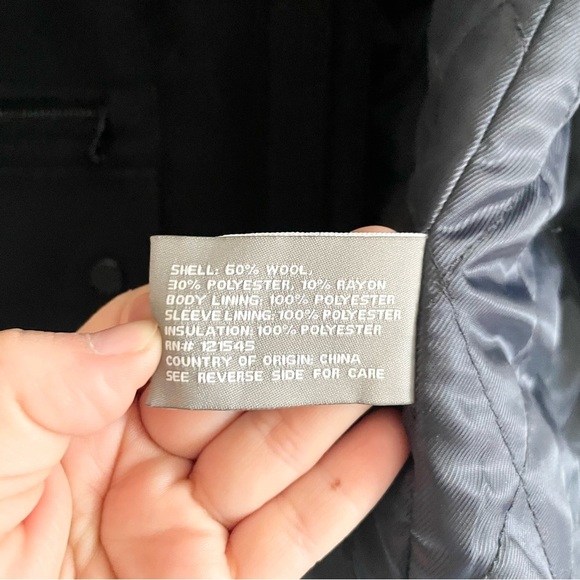 SHELL: 60% WOOL,
30% POLYESTER, 10% RAYON
BODY LINING: 100% POLYESTER
SLEEVE LINING: 100% POLYESTER
INSULATION: 100% POLYESTER
RN# 121545
COUNTRY OF ORIGIN: CHINA
SEE REVERSE SIDE FOR CARE